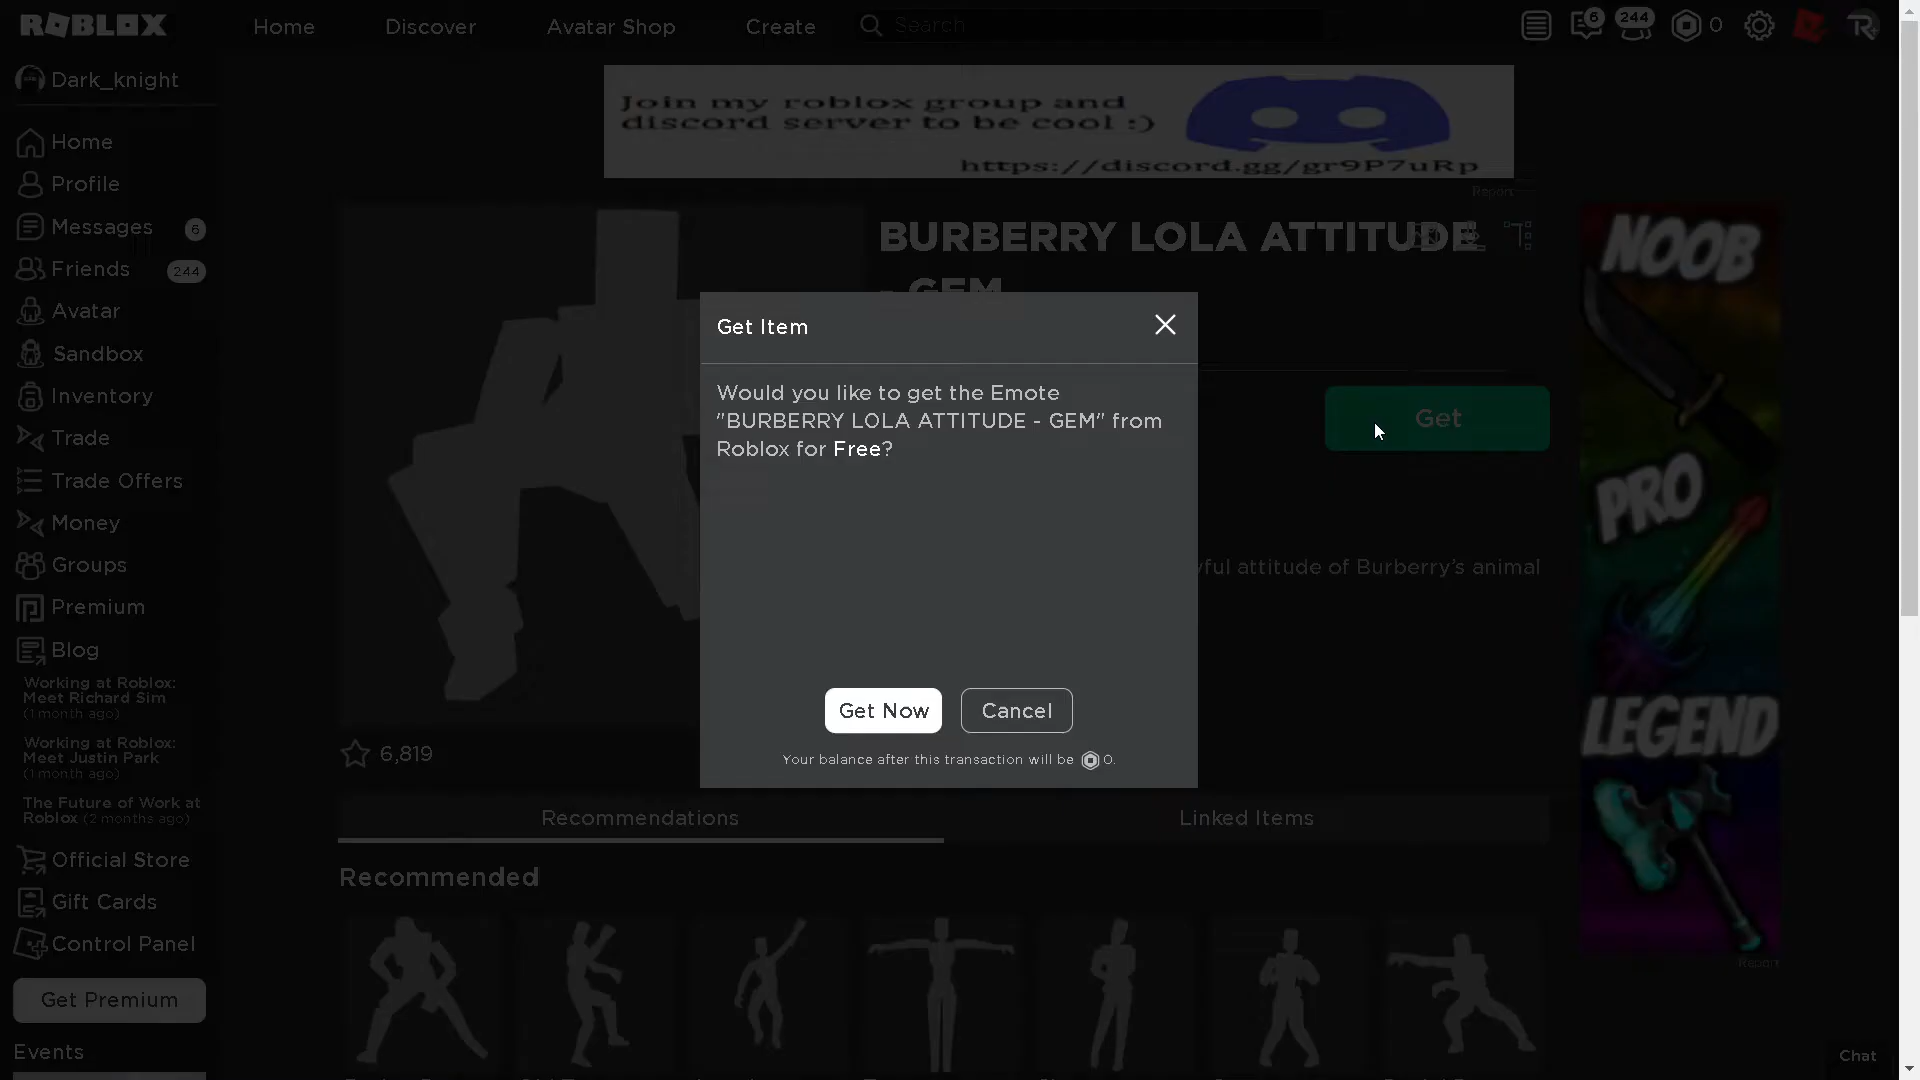 ROBLOX
Home
Discover
Avatar Shop
Create
Search
6
244
0
Dark_knight
Join my roblox group and
discord server to be cool :)
https://discord.gg/gr9P7uRp
Report
Home
Profile
Messages
6
Friends
244
Avatar
Sandbox
Inventory
Trade
Trade Offers
Money
Groups
Premium
Blog
Working at Roblox:
Meet Richard Sim
(1 month ago)
Working at Roblox:
Meet Justin Park
(1 month ago)
The Future of Work at
Roblox (2 months ago)
Official Store
Gift Cards
Control Panel
Get Premium
Events
BURBERRY LOLA ATTITUDE
- GEM
Get Item
Would you like to get the Emote
"BURBERRY LOLA ATTITUDE - GEM" from
Roblox for Free?
Get Now
Cancel
Your balance after this transaction will be 0.
Get
yful attitude of Burberry's animal
6,819
Recommendations
Linked Items
Recommended
NOOB
PRO
LEGEND
Report
Chat